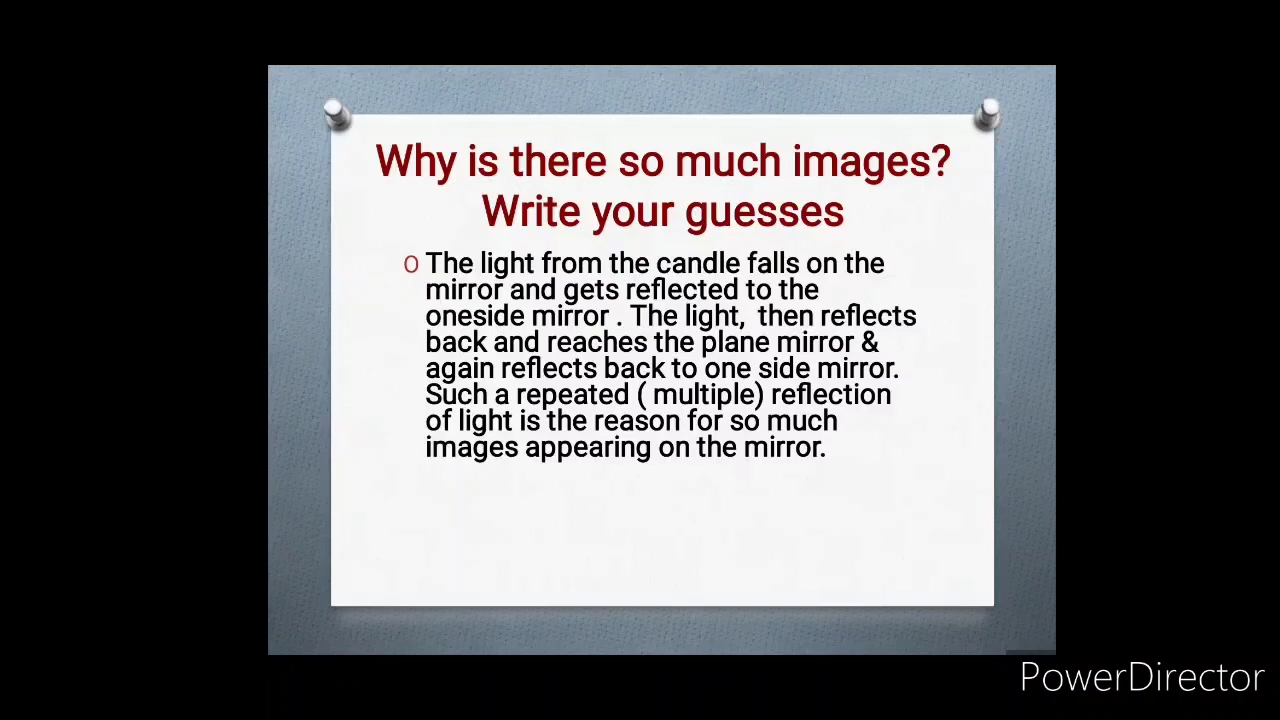 Why is there so much images?
Write your guesses
O The light from the candle falls on the
mirror and gets reflected to the
oneside mirror . The light,  then reflects
back and reaches the plane mirror &
again reflects back to one side mirror.
Such a repeated ( multiple) reflection
of light is the reason for so much
images appearing on the mirror.
PowerDirector